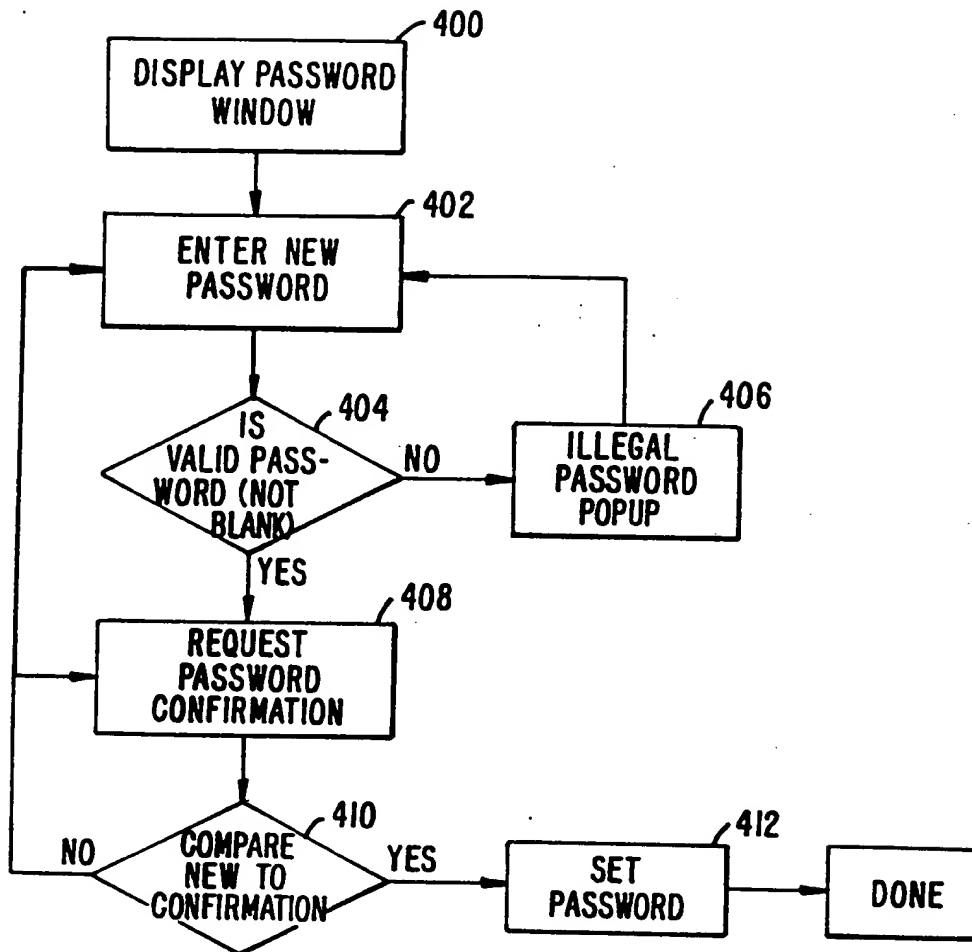 400
DISPLAY PASSWORD
WINDOW
402
ENTER NEW
PASSWORD
404
IS
VALID PASS-
WORD (NOT
BLANK)
NO
406
ILLEGAL
PASSWORD
POPUP
YES
408
REQUEST
PASSWORD
CONFIRMATION
410
NO
COMPARE
NEW TO
CONFIRMATION
YES
412
SET
PASSWORD
DONE